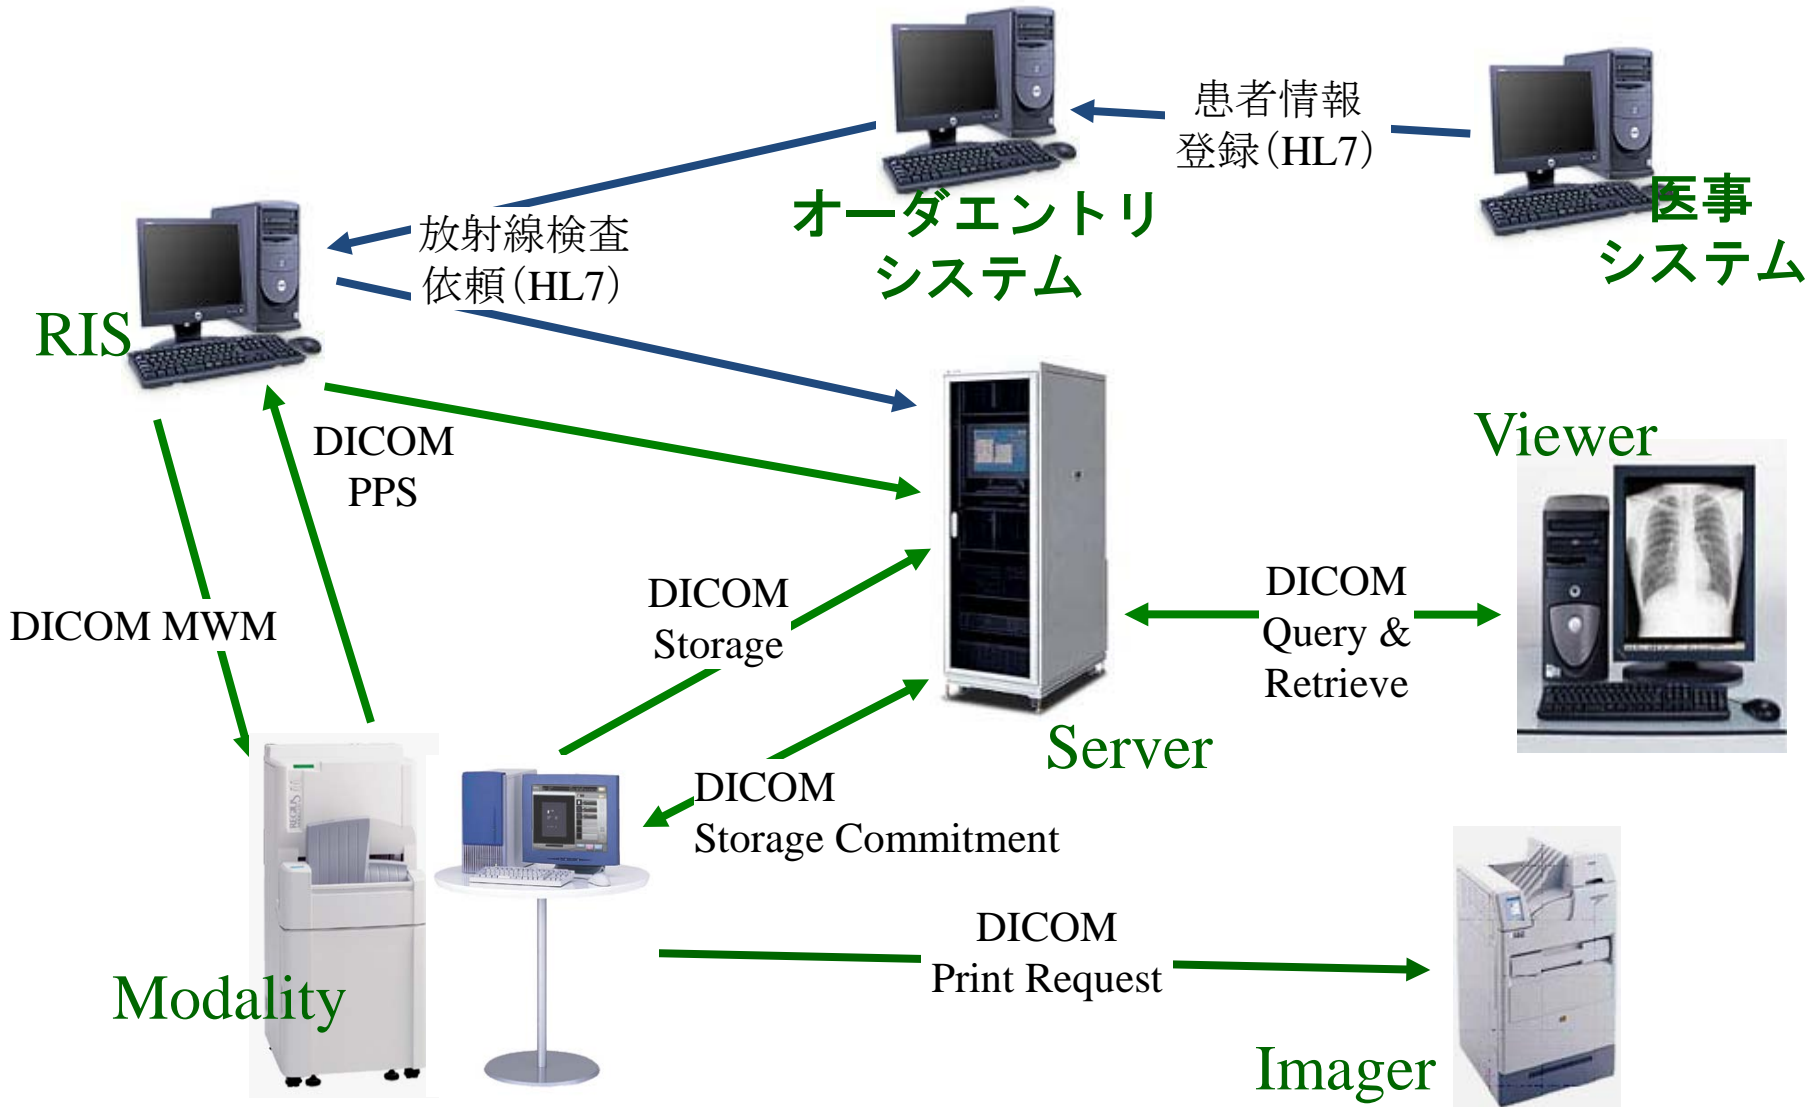 患者情報
登録(HL7)
オーダエントリ
システム
医事
システム
放射線検査
依頼(HL7)
RIS
DICOM
PPS
DICOM MWM
DICOM
Storage
DICOM
Query &
Retrieve
Viewer
Server
DICOM
Storage Commitment
DICOM
Print Request
Modality
Imager
REGIUS